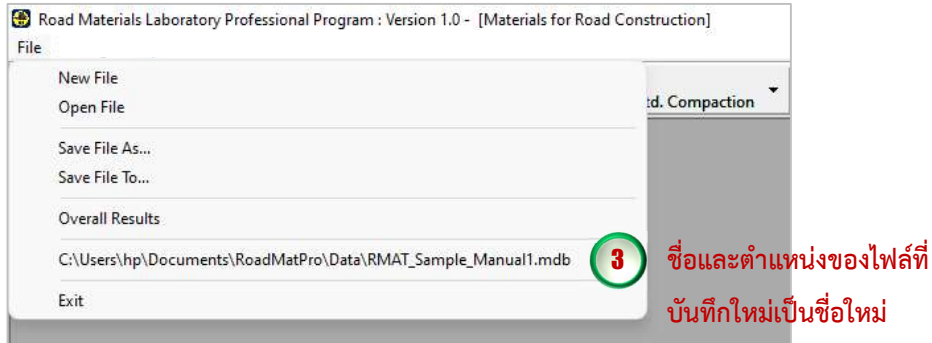 Road Materials Laboratory Professional Program : Version 1.0 - [Materials for Road Construction]
File
New File
Open File
td. Compaction
Save File As...
Save File To...
Overall Results
C:\Users\hp\Documents\RoadMatPro\Data\RMAT_Sample_Manual1.mdb
3
ชื่อและตำแหน่งของไฟล์ที่
บันทึกใหม่เป็นชื่อใหม่
Exit